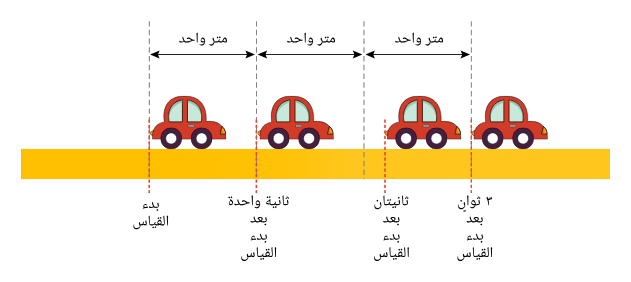 متر واحد
متر واحد
متر واحد
بدء
القياس
ثانية واحدة
بعد
بدء
القياس
ثانيتان
بعد
بدء
القياس
٣ ثوانٍ
بعد
بدء
القياس